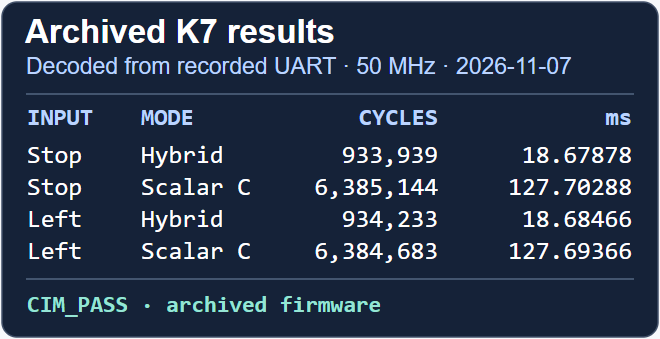 Archived K7 results
Decoded from recorded UART · 50 MHz · 2026-11-07
INPUT MODE CYCLES ms
Stop Hybrid 933,939 18.67878
Stop Scalar C 6,385,144 127.70288
Left Hybrid 934,233 18.68466
Left Scalar C 6,384,683 127.69366
CIM_PASS · archived firmware